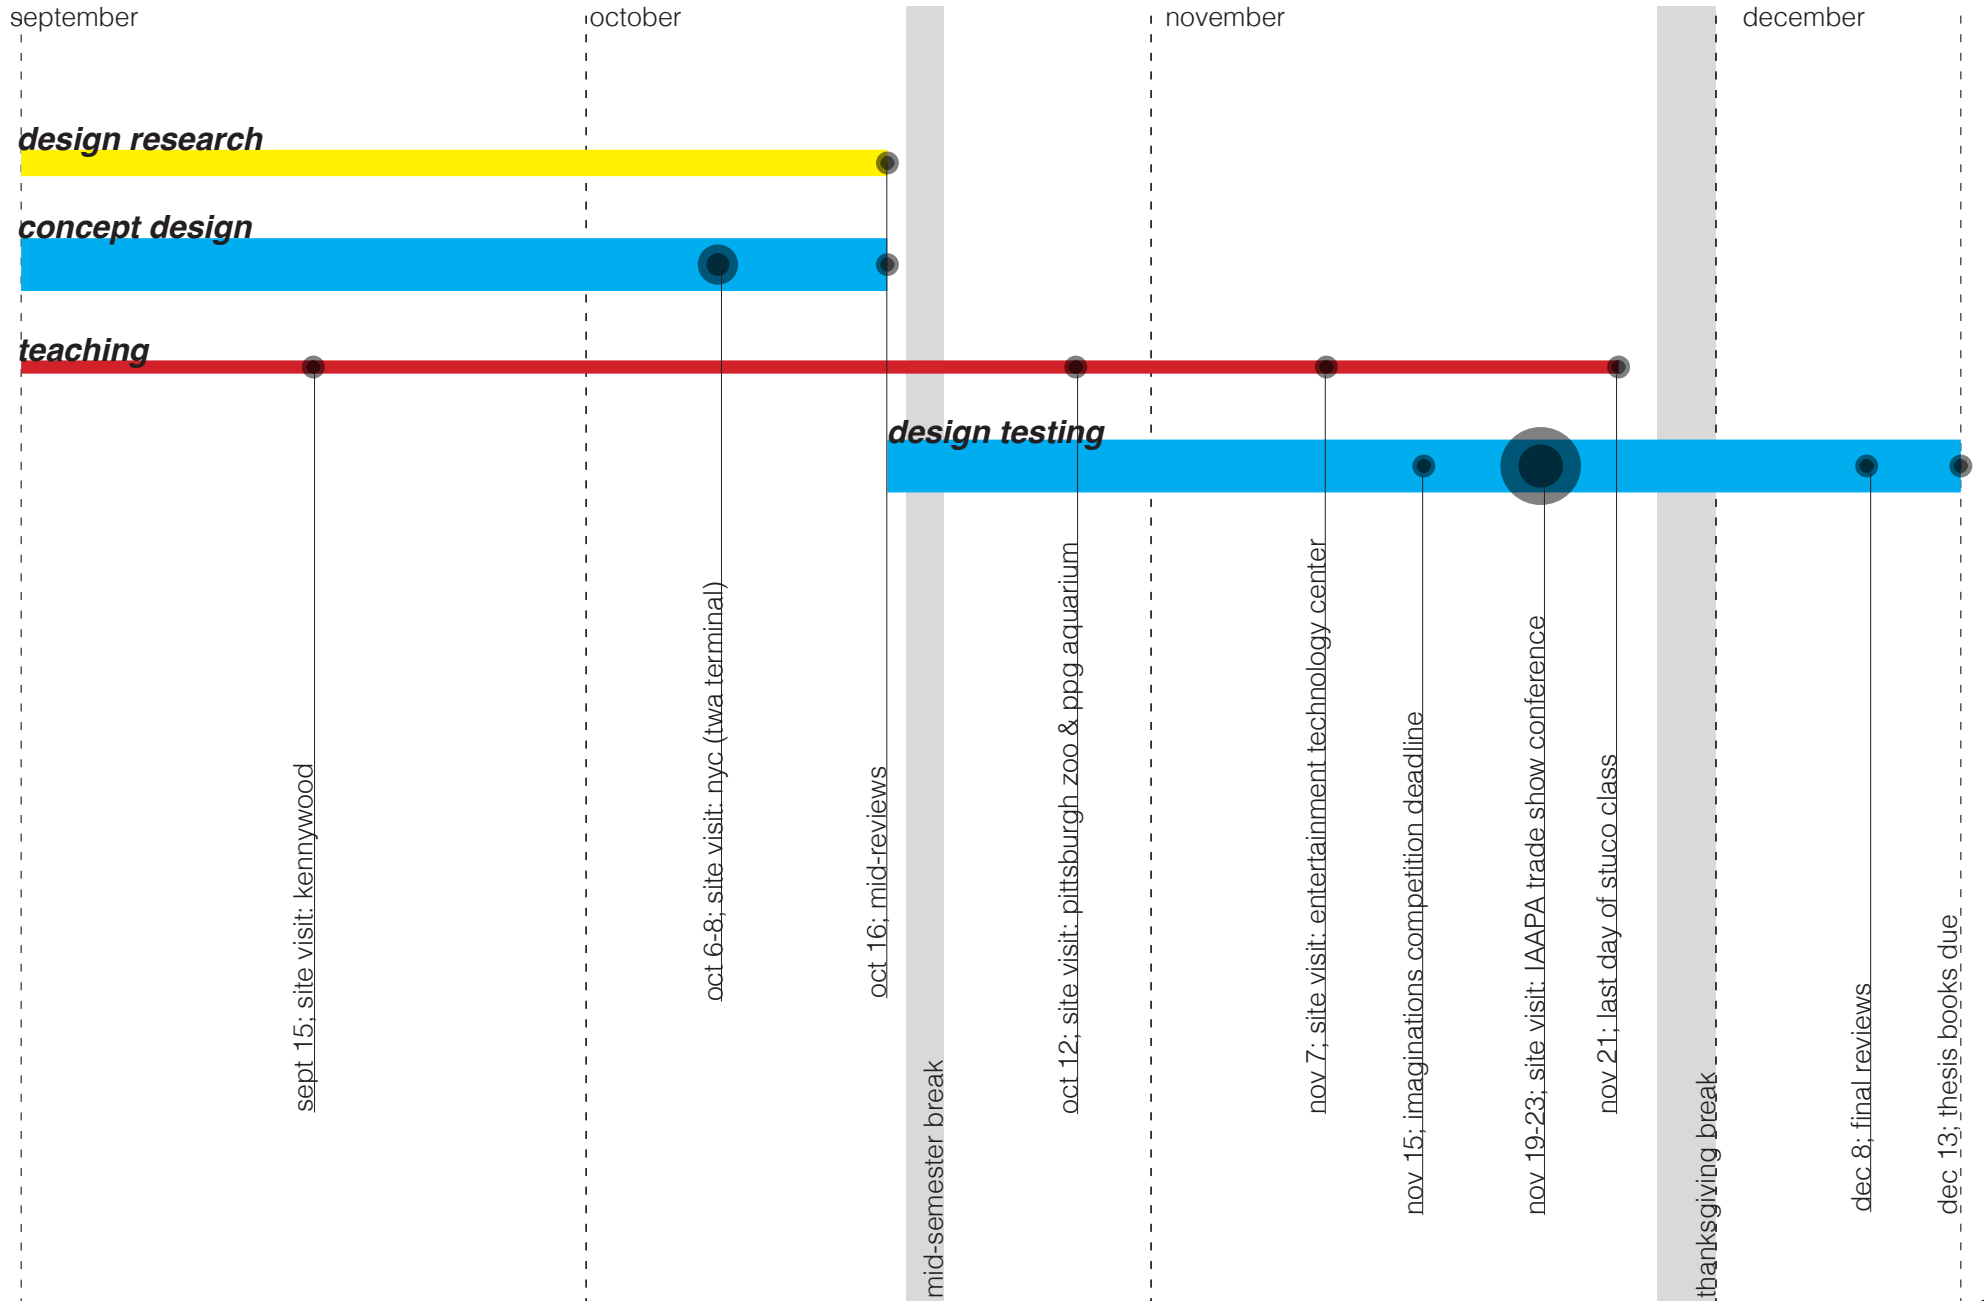 september
october
november
december
design research
concept design
teaching
design testing
sept 15; site visit: kennywood
oct 6-8; site visit: nyc (twa terminal)
oct 16; mid-reviews
mid-semester break
oct 12; site visit: pittsburgh zoo & ppg aquarium
nov 7; site visit: entertainment technology center
nov 15; imaginations competition deadline
nov 19-23; site visit: IAAPA trade show conference
nov 21; last day of stuco class
thanksgiving break
dec 8; final reviews
dec 13; thesis books due